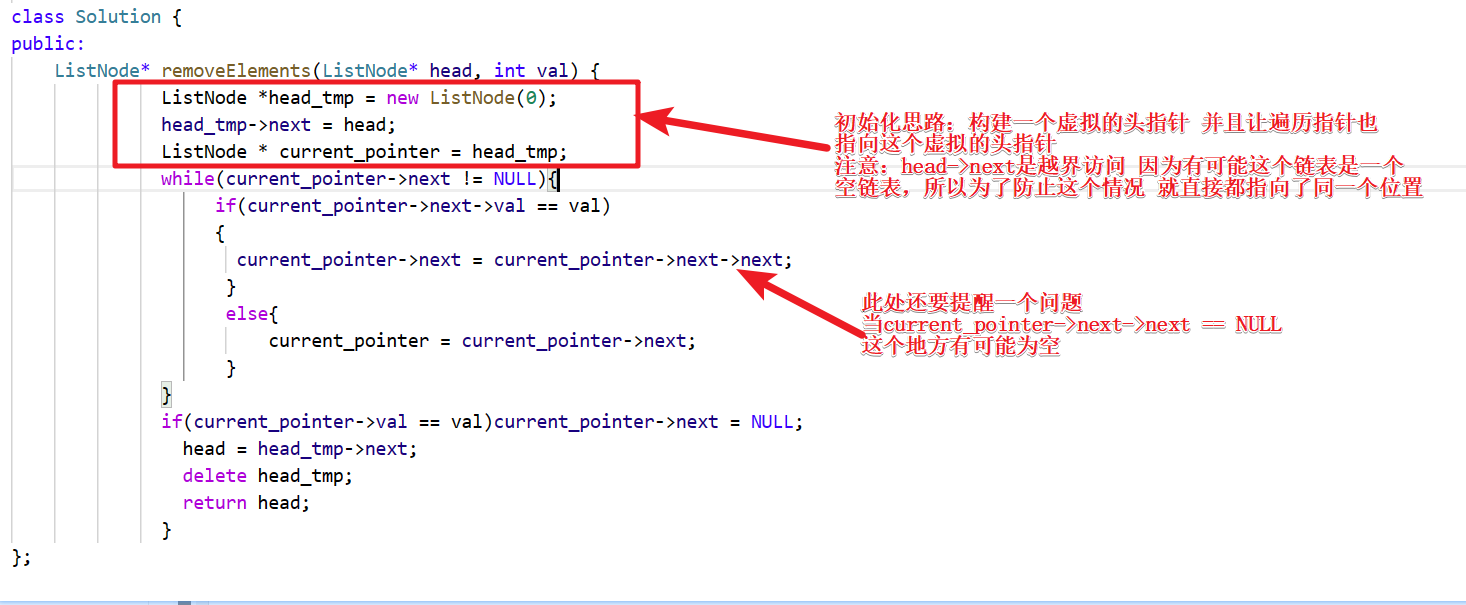 class Solution {
public:
ListNode* removeElements(ListNode* head, int val) {
ListNode *head_tmp = new ListNode(0);
head_tmp->next = head;
ListNode * current_pointer = head_tmp;
while(current_pointer->next != NULL){
if(current_pointer->next->val == val)
{
current_pointer->next = current_pointer->next->next;
}
else{
current_pointer = current_pointer->next;
}
}
if(current_pointer->val == val)current_pointer->next = NULL;
head = head_tmp->next;
delete head_tmp;
return head;
}
};
初始化思路：构建一个虚拟的头指针 并且让遍历指针也
指向这个虚拟的头指针
注意：head->next是越界访问 因为有可能这个链表是一个
空链表，所以为了防止这个情况 就直接都指向了同一个位置
此处还要提醒一个问题
当current_pointer->next->next == NULL
这个地方有可能为空